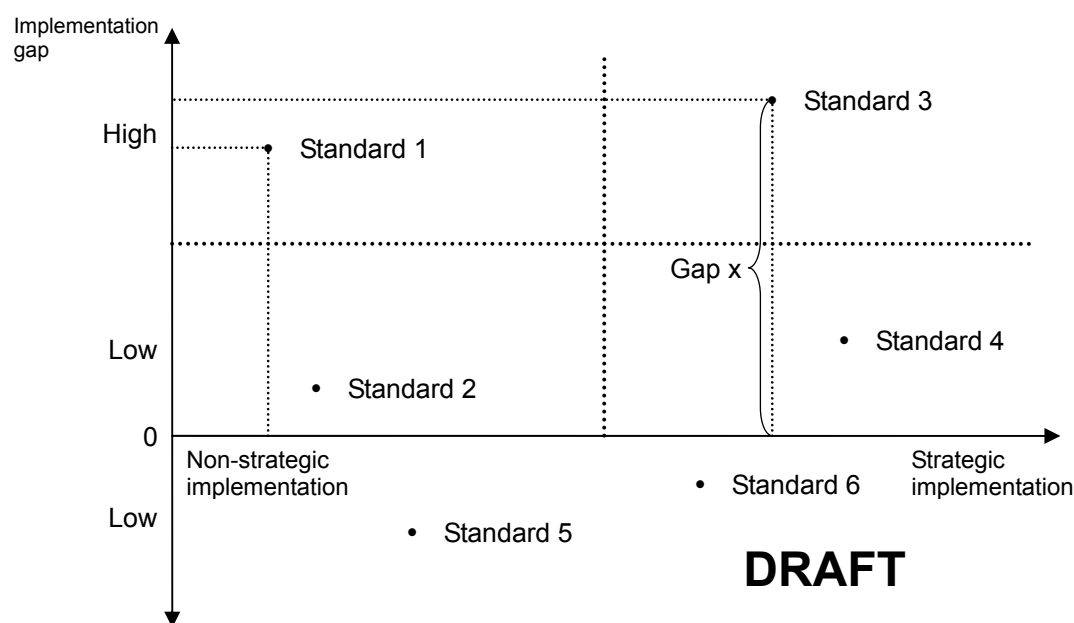 Implementation
gap
Standard 3
High
Standard 1
Gap x
Low
Standard 4
Standard 2
0
Non-strategic
implementation
Strategic
implementation
Standard 6
Low
Standard 5
DRAFT